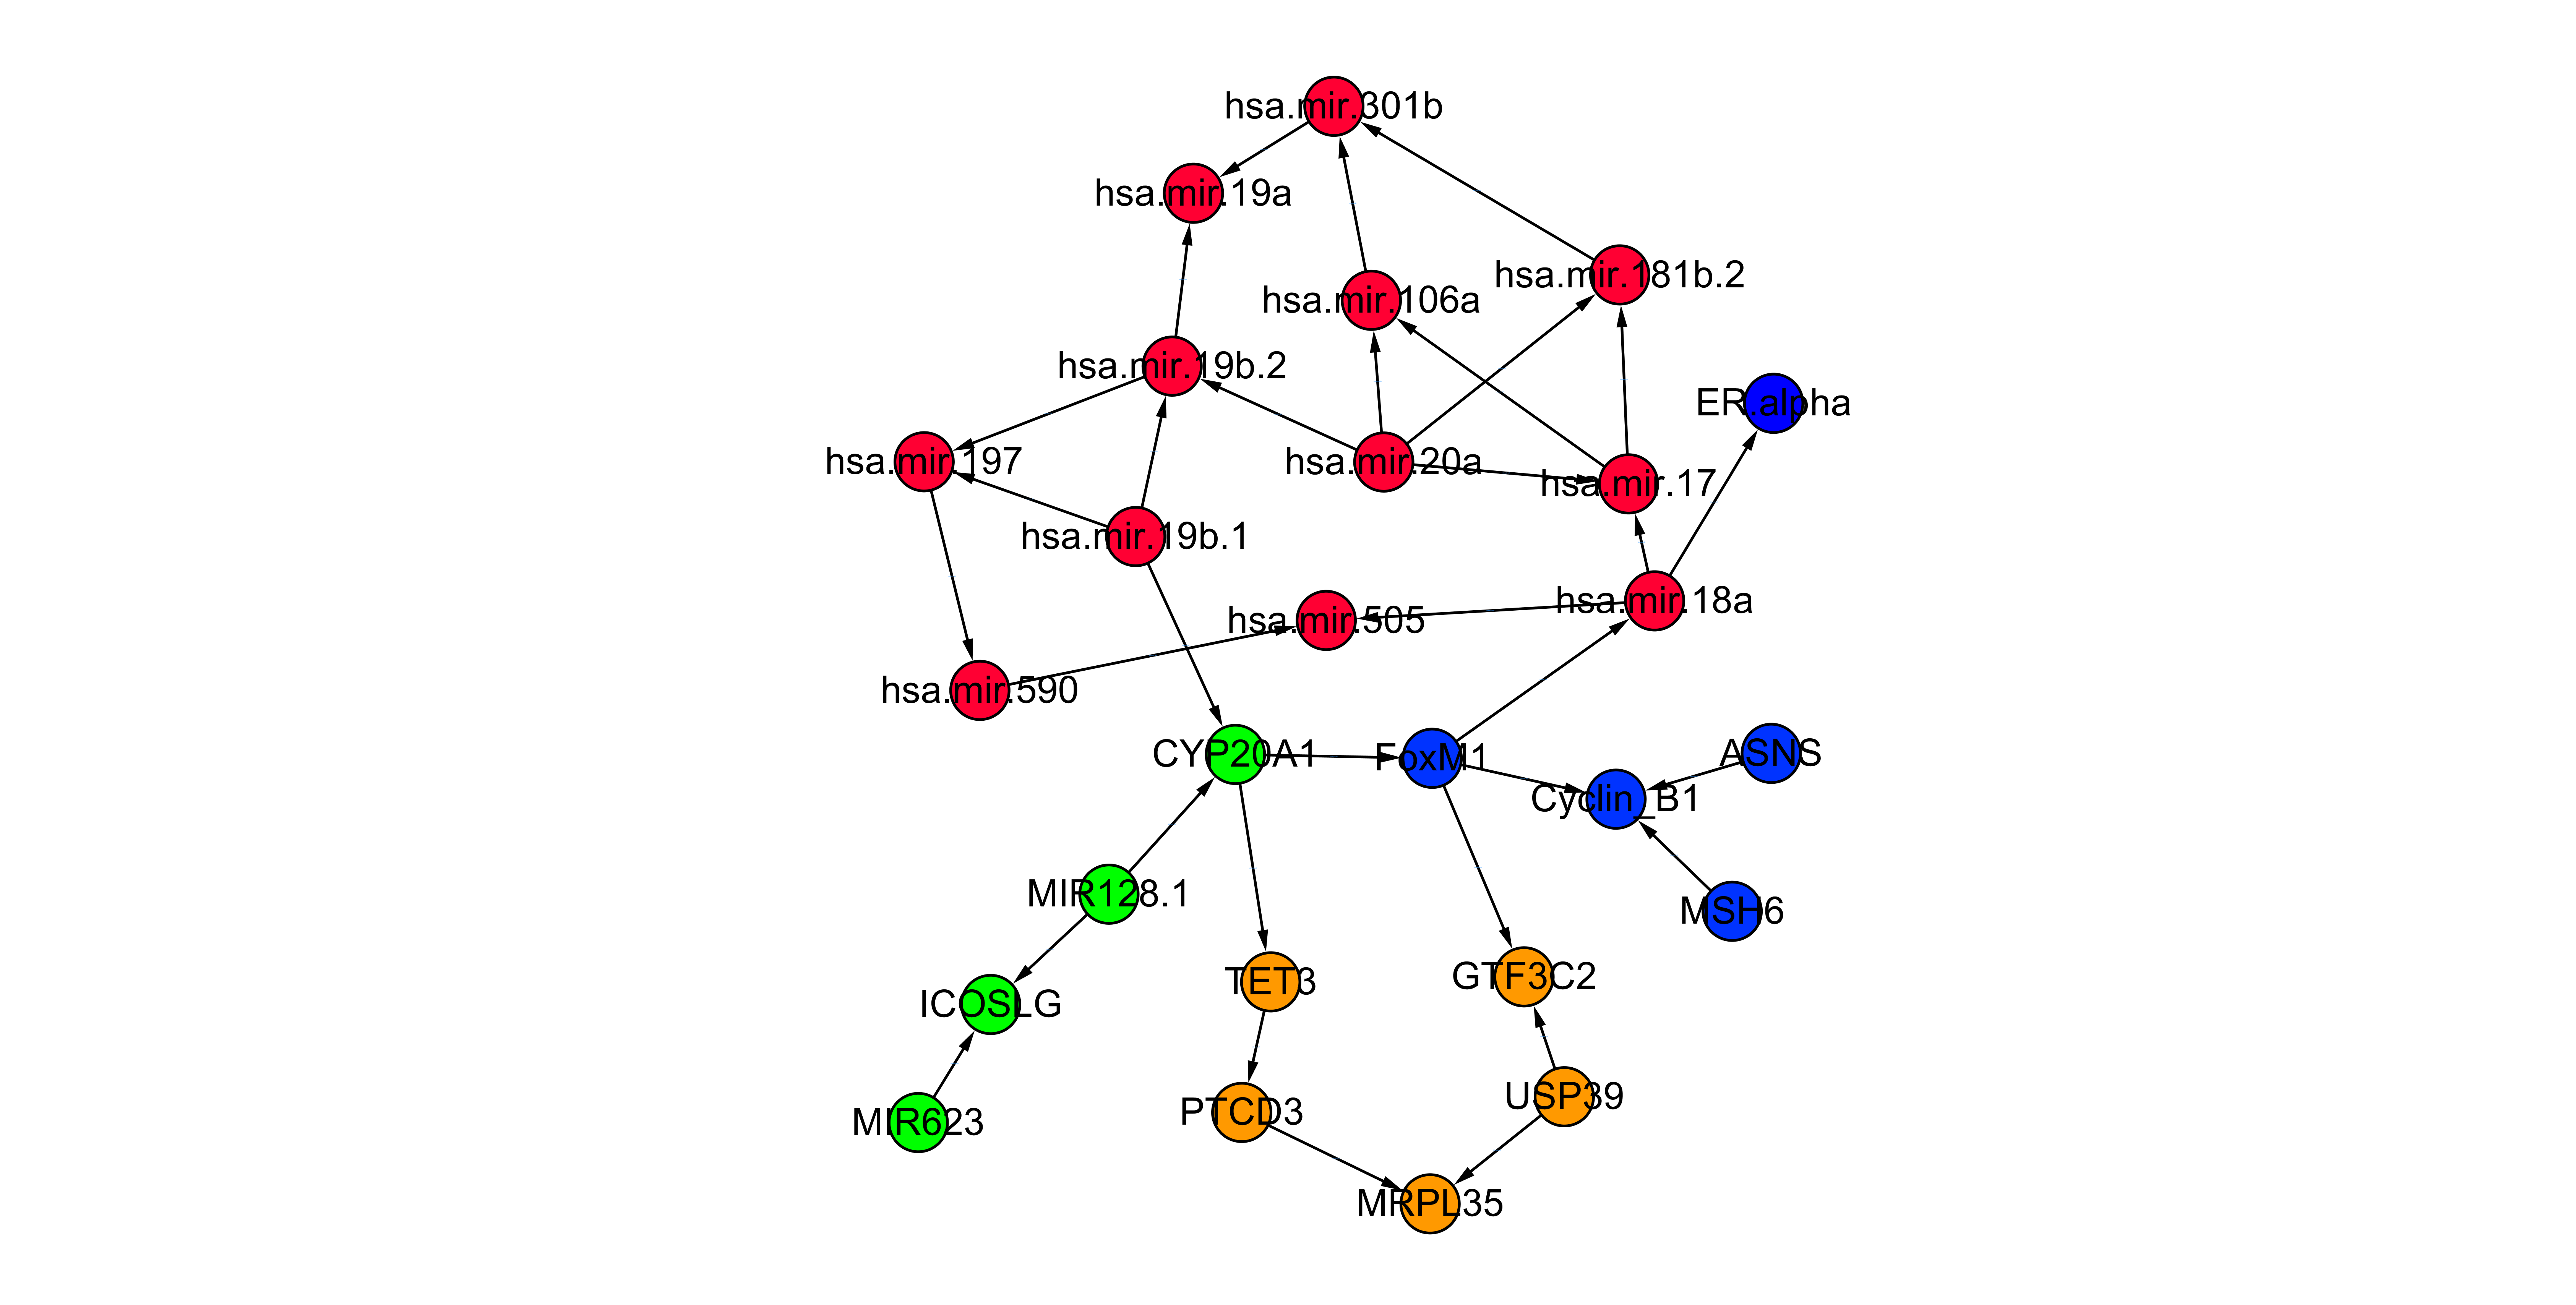 hsa.mir.301b
hsa.mir.19a
hsa.mir.181b.2
hsa.mir.106a
hsa.mir.19b.2
ER.alpha
hsa.mir.197
hsa.mir.20a
hsa.mir.17
hsa.mir.19b.1
hsa.mir.18a
hsa.mir.505
hsa.mir.590
CYP20A1
FoxM1
ASNS
Cyclin_B1
MIR128.1
MSH6
TET3
GTF3C2
ICOSLG
USP39
PTCD3
MIR623
MRPL35